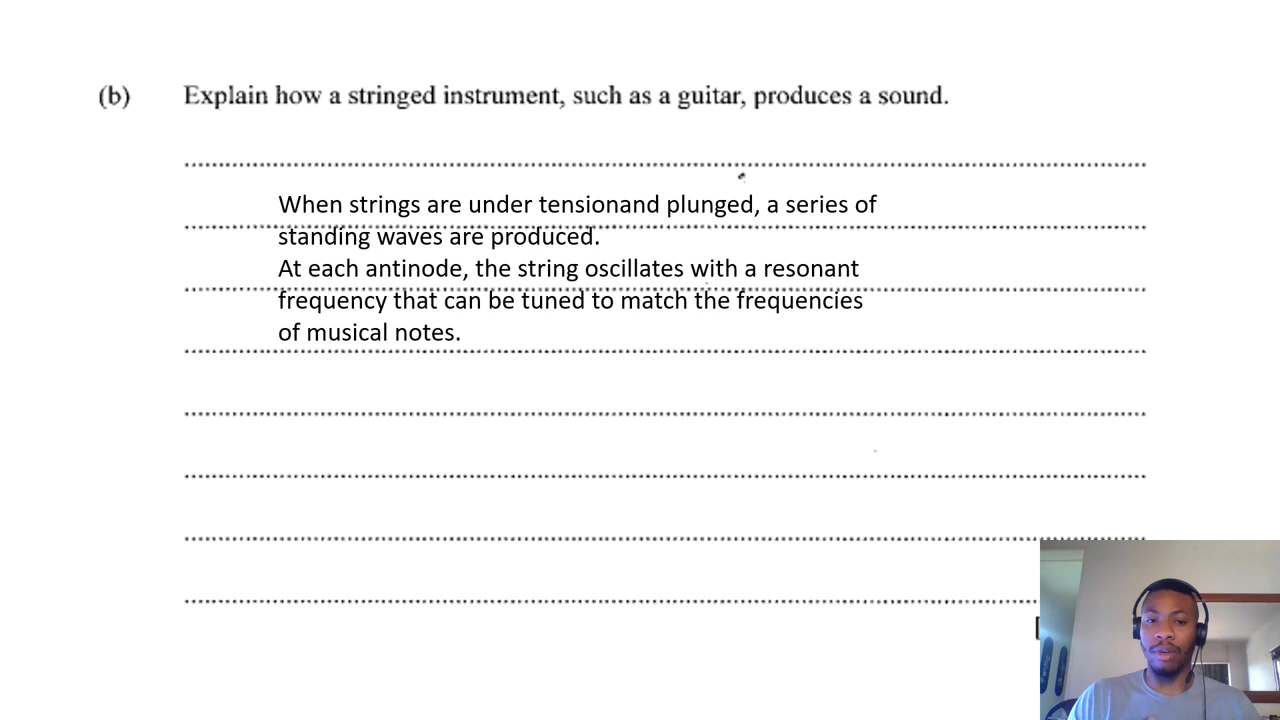 (b) Explain how a stringed instrument, such as a guitar, produces a sound.
When strings are under tensionand plunged, a series of
standing waves are produced.
At each antinode, the string oscillates with a resonant
frequency that can be tuned to match the frequencies
of musical notes.